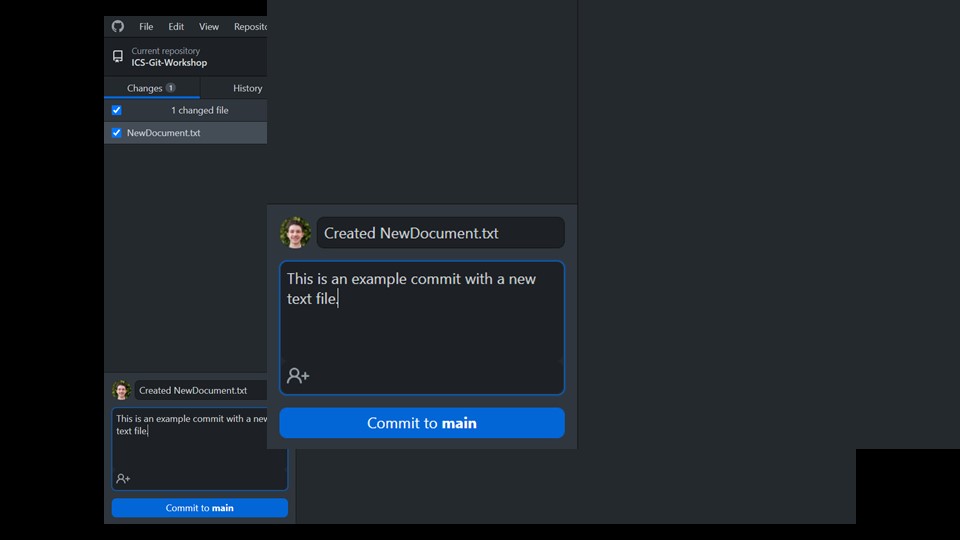 File Edit View
Current repository
ICS-Git-Workshop
Changes 1 History
1 changed file
NewDocument.txt
Created NewDocument.txt
This is an example commit with a new
text file.
Commit to main
Created NewDocument.txt
This is an example commit with a new
text file.
Commit to main